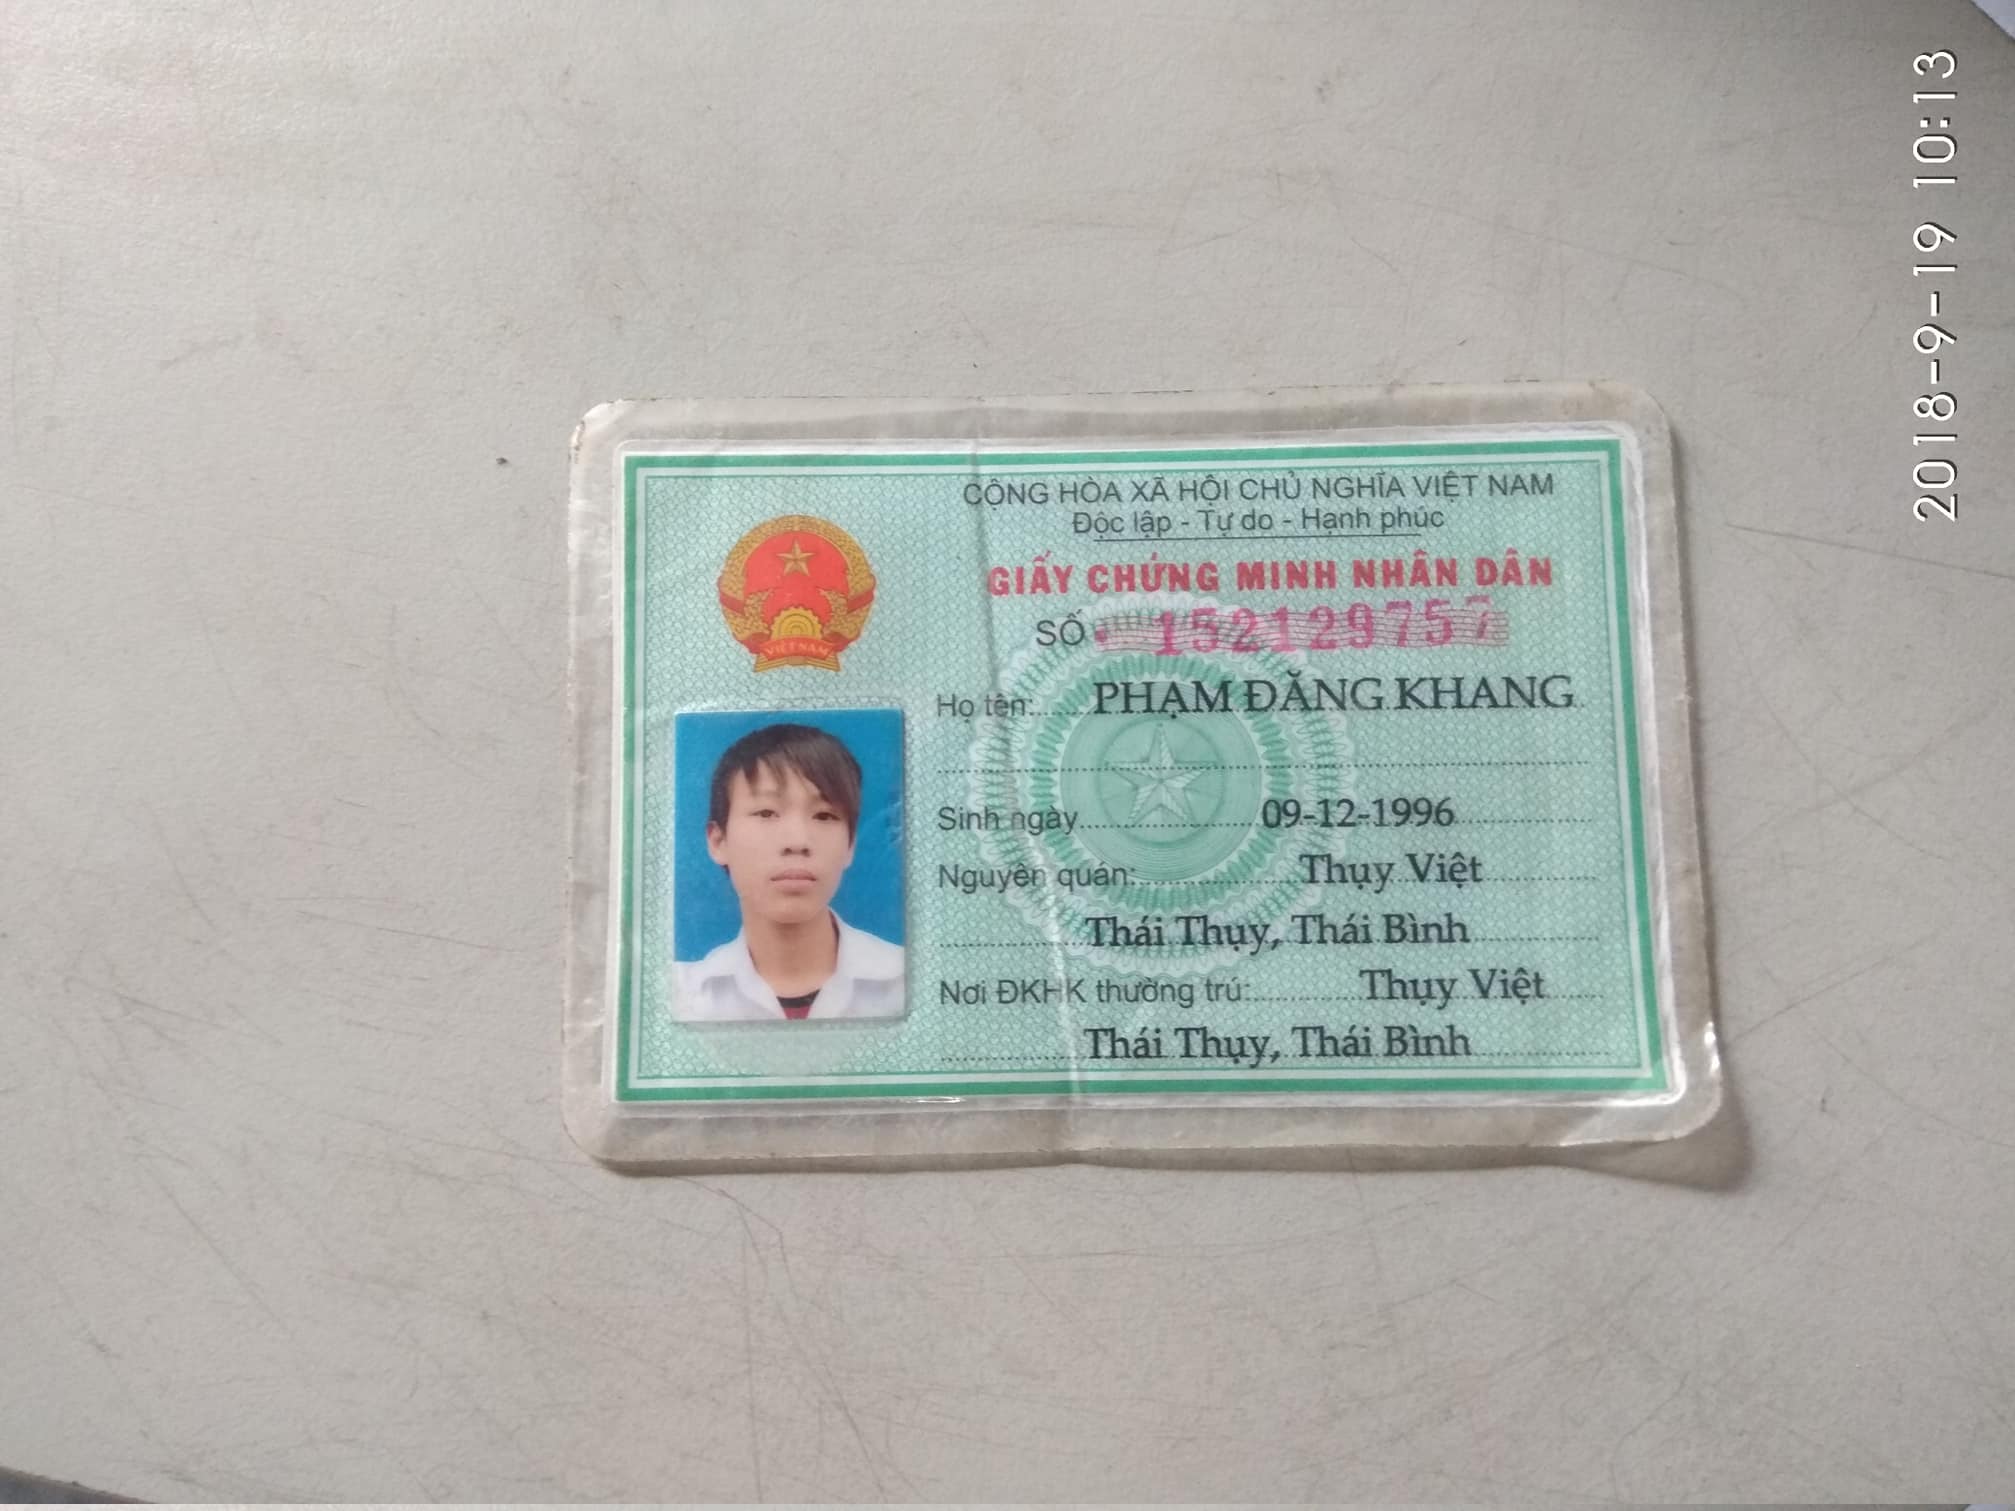 2018-9-19 10:13
CỘNG HÒA XÃ HỘI CHỦ NGHĨA VIỆT NAM
Độc lập - Tự do - Hạnh phúc
GIẤY CHỨNG MINH NHÂN DÂN
SỐ 152129757
Họ tên: PHẠM ĐĂNG KHANG
Sinh ngày 09-12-1996
Nguyên quán: Thụy Việt
Thái Thụy, Thái Bình
Nơi ĐKHK thường trú: Thụy Việt
Thái Thụy, Thái Bình
VIỆT NAM